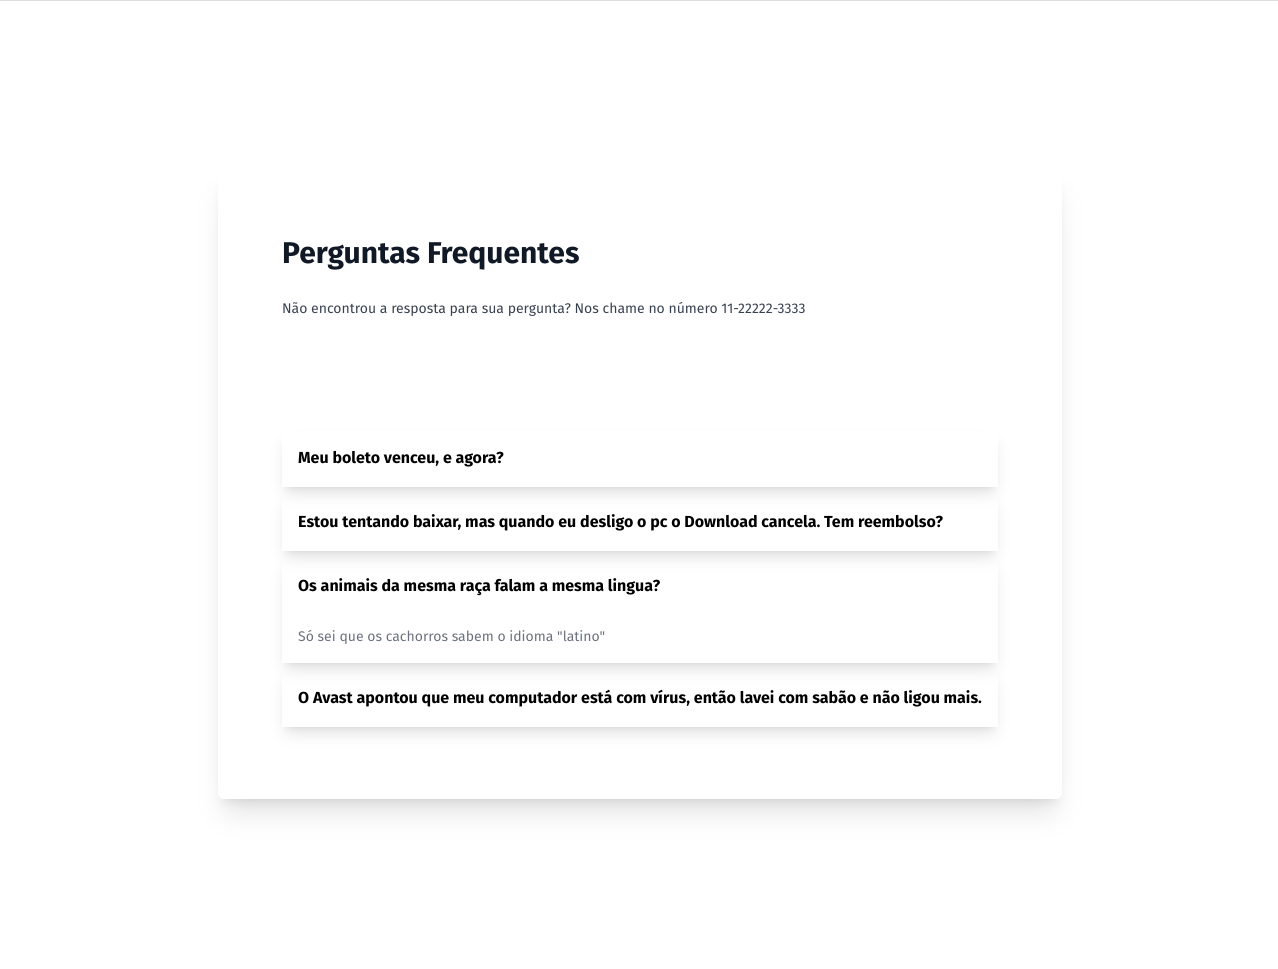 Perguntas Frequentes
Não encontrou a resposta para sua pergunta? Nos chame no número 11-22222-3333
Meu boleto venceu, e agora?
Estou tentando baixar, mas quando eu desligo o pc o Download cancela. Tem reembolso?
Os animais da mesma raça falam a mesma lingua?
Só sei que os cachorros sabem o idioma "latino"
O Avast apontou que meu computador está com vírus, então lavei com sabão e não ligou mais.